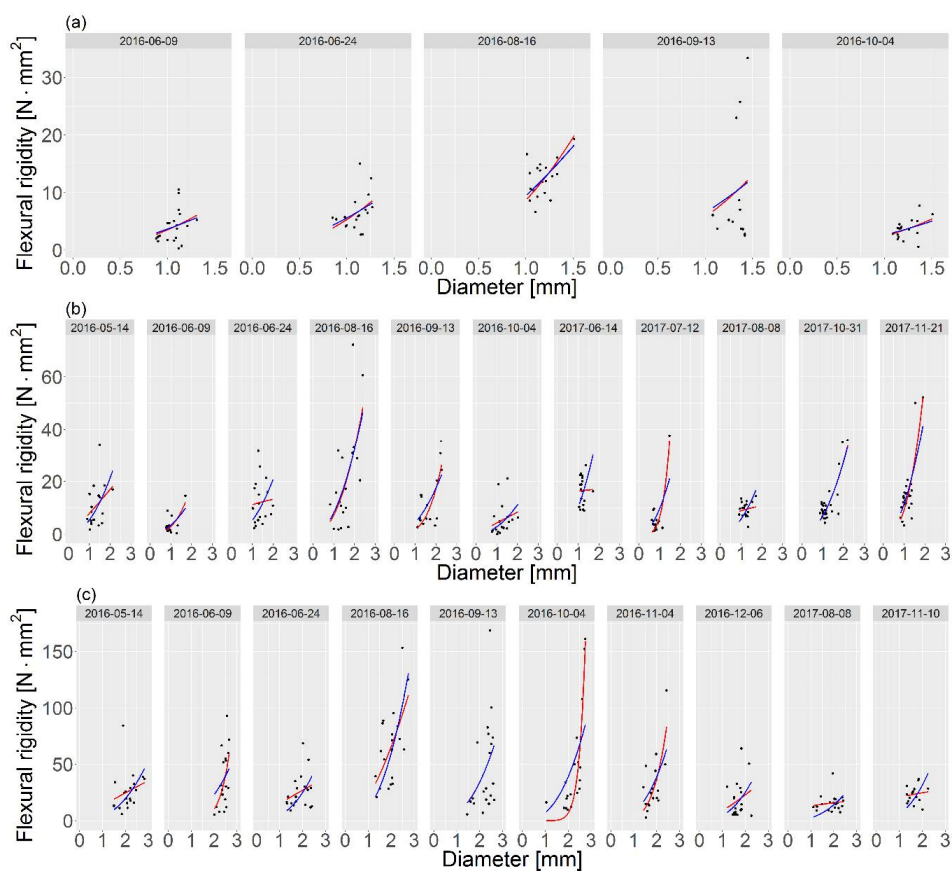 (a)
2016-06-09 2016-06-24 2016-08-16 2016-09-13 2016-10-04
Flexural rigidity [N · mm²]
30
20
10
0
0.0 0.5 1.0 1.5 0.0 0.5 1.0 1.5 0.0 0.5 1.0 1.5 0.0 0.5 1.0 1.5 0.0 0.5 1.0 1.5
Diameter [mm]
(b)
2016-05-14 2016-06-09 2016-06-24 2016-08-16 2016-09-13 2016-10-04 2017-06-14 2017-07-12 2017-08-08 2017-10-31 2017-11-21
Flexural rigidity [N · mm²]
60
40
20
0
0 1 2 3 0 1 2 3 0 1 2 3 0 1 2 3 0 1 2 3 0 1 2 3 0 1 2 3 0 1 2 3 0 1 2 3 0 1 2 3 0 1 2 3
Diameter [mm]
(c)
2016-05-14 2016-06-09 2016-06-24 2016-08-16 2016-09-13 2016-10-04 2016-11-04 2016-12-06 2017-08-08 2017-11-10
Flexural rigidity [N · mm²]
150
100
50
0
0 1 2 3 0 1 2 3 0 1 2 3 0 1 2 3 0 1 2 3 0 1 2 3 0 1 2 3 0 1 2 3 0 1 2 3 0 1 2 3
Diameter [mm]